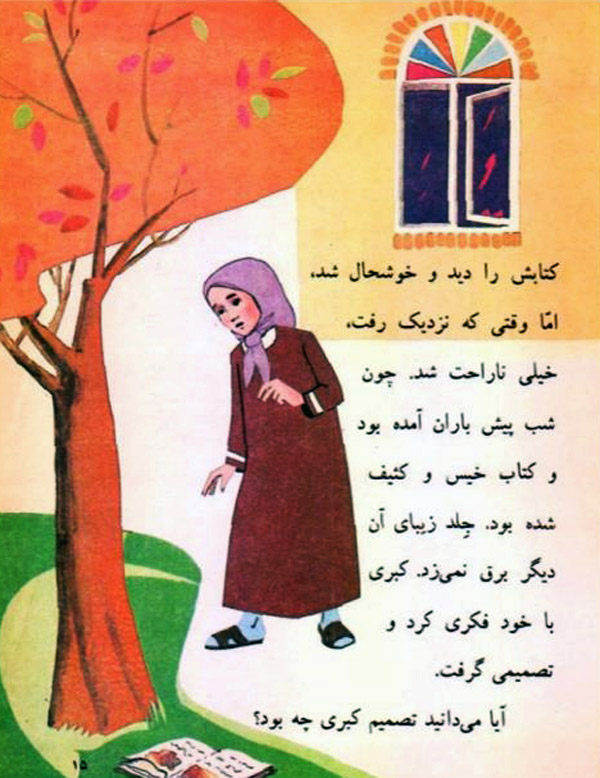 کتابش را دید و خوشحال شد،
امّا وقتی که نزدیک رفت،
خیلی ناراحت شد. چون
شب پیش باران آمده بود
و کتاب خیس و کثیف
شده بود. جِلد زیبای آن
دیگر برق نمی‌زد. کبری
با خود فکری کرد و
تصمیمی گرفت.
آیا می‌دانید تصمیم کبری چه بود؟
۱۵